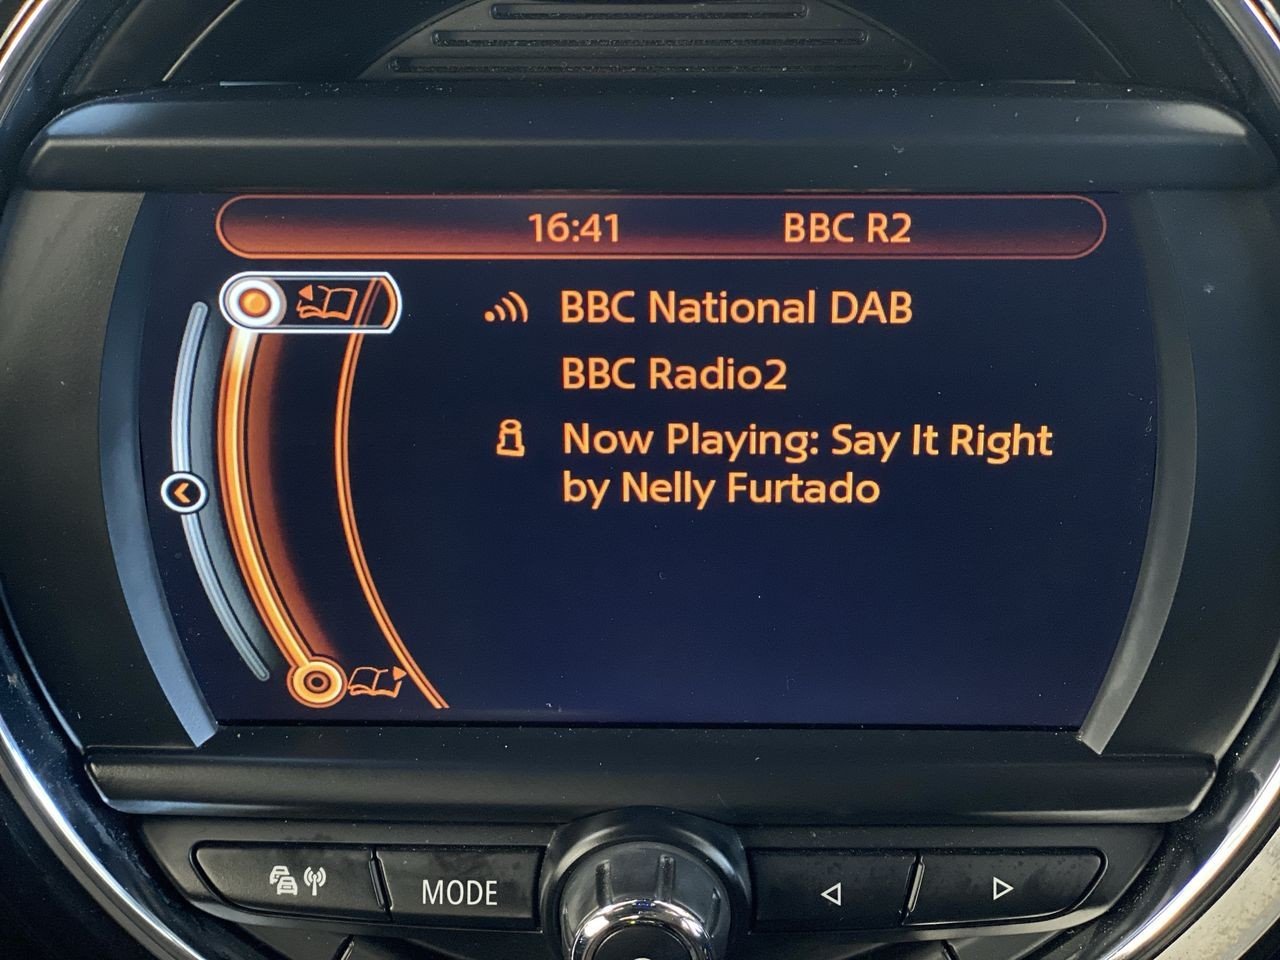 16:41 BBC R2
BBC National DAB
BBC Radio2
Now Playing: Say It Right
by Nelly Furtado
MODE